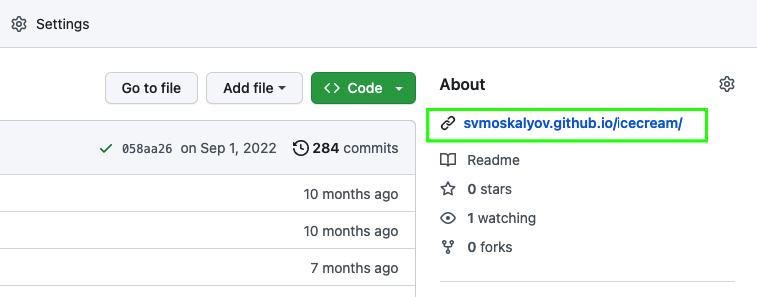 Settings
Go to file
Add file
Code
About
svmoskalyov.github.io/icecream/
058aa26 on Sep 1, 2022
284 commits
Readme
10 months ago
0 stars
10 months ago
1 watching
0 forks
7 months ago